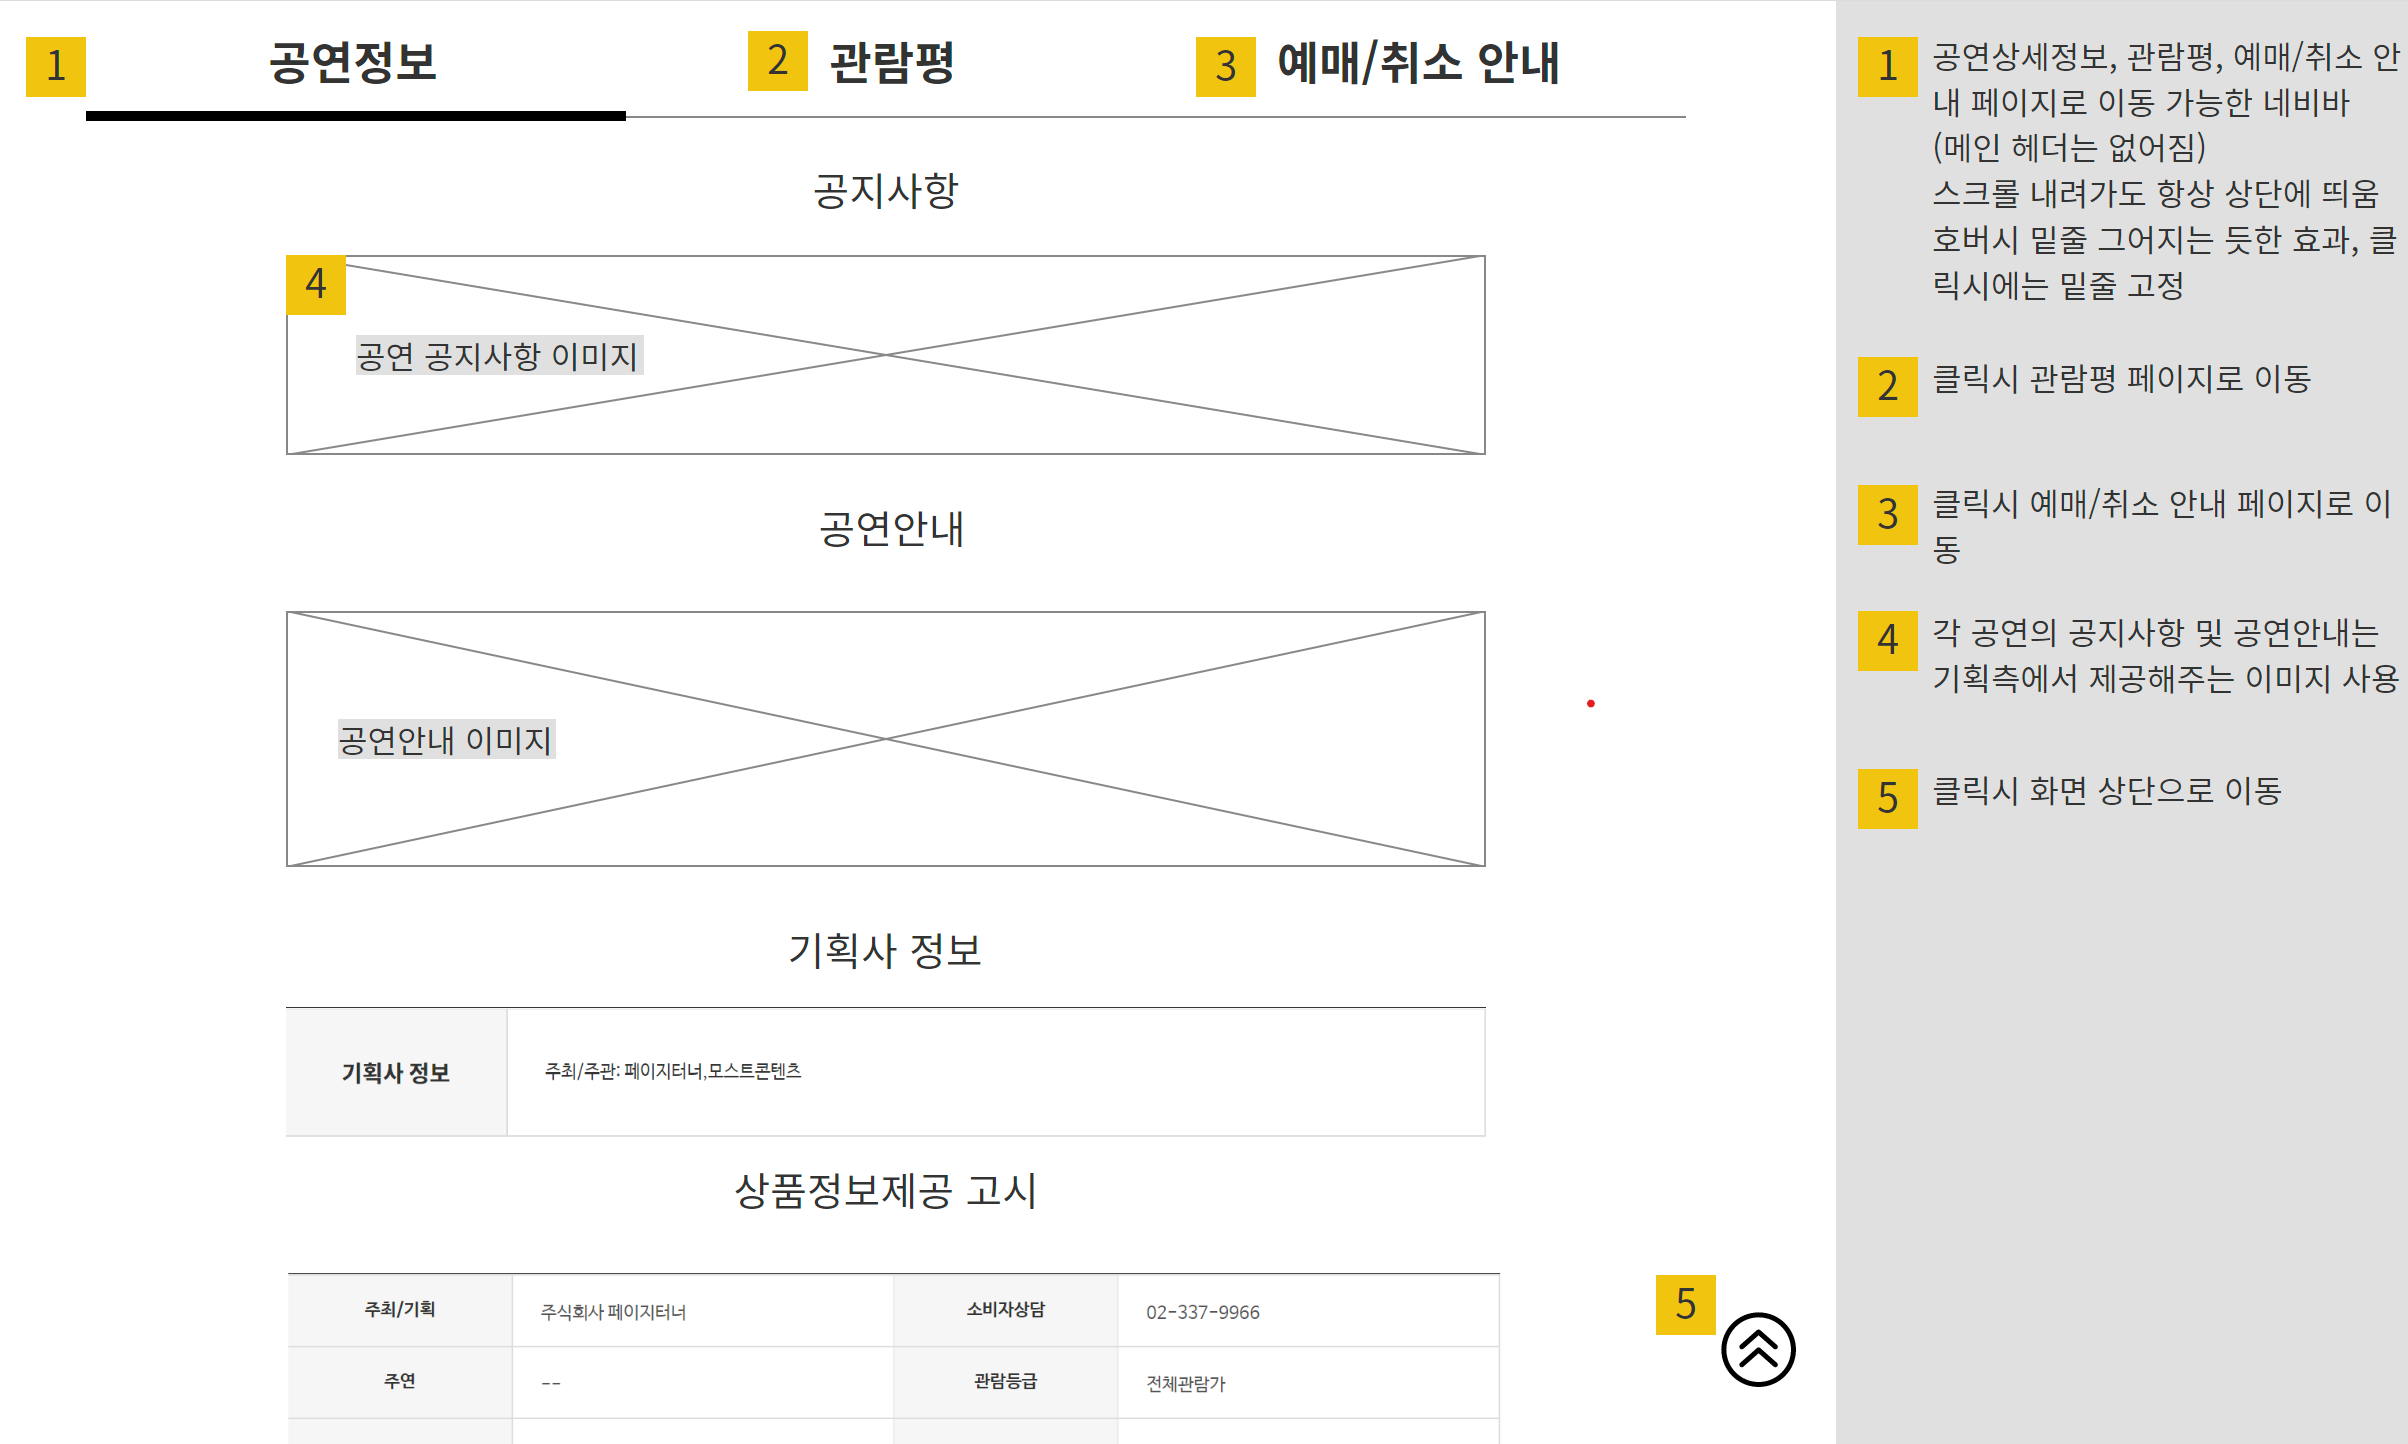 1 공연정보 2 관람평 3 예매/취소 안내
공지사항
4
공연 공지사항 이미지
공연안내
공연안내 이미지
기획사 정보
기획사 정보 주최/주관: 페이지터너,모스트콘텐츠
상품정보제공 고시
주최/기획 주식회사 페이지터너 소비자상담 02-337-9966
주연 -- 관람등급 전체관람가
5
1 공연상세정보, 관람평, 예매/취소 안
내 페이지로 이동 가능한 네비바
(메인 헤더는 없어짐)
스크롤 내려가도 항상 상단에 띄움
호버시 밑줄 그어지는 듯한 효과, 클
릭시에는 밑줄 고정
2 클릭시 관람평 페이지로 이동
3 클릭시 예매/취소 안내 페이지로 이
동
4 각 공연의 공지사항 및 공연안내는
기획측에서 제공해주는 이미지 사용
5 클릭시 화면 상단으로 이동